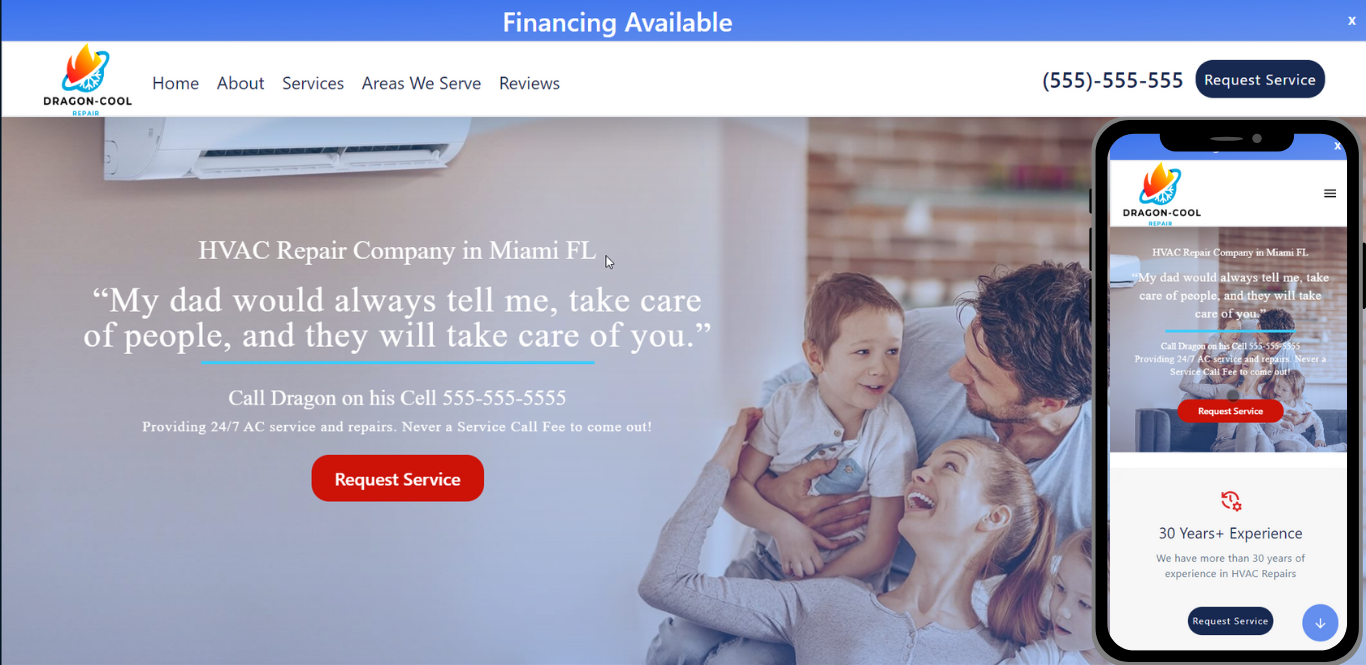 Financing Available
x
DRAGON-COOL
REPAIR
Home About Services Areas We Serve Reviews
(555)-555-555 Request Service
HVAC Repair Company in Miami FL
“My dad would always tell me, take care
of people, and they will take care of you.”
Call Dragon on his Cell 555-555-5555
Providing 24/7 AC service and repairs. Never a Service Call Fee to come out!
Request Service
x
DRAGON-COOL
REPAIR
HVAC Repair Company in Miami FL
“My dad would always tell me, take
care of people, and they will take
care of you.”
Call Dragon on his Cell 555-555-5555
Providing 24/7 AC service and repairs. Never a
Service Call Fee to come out!
Request Service
30 Years+ Experience
We have more than 30 years of
experience in HVAC Repairs
Request Service